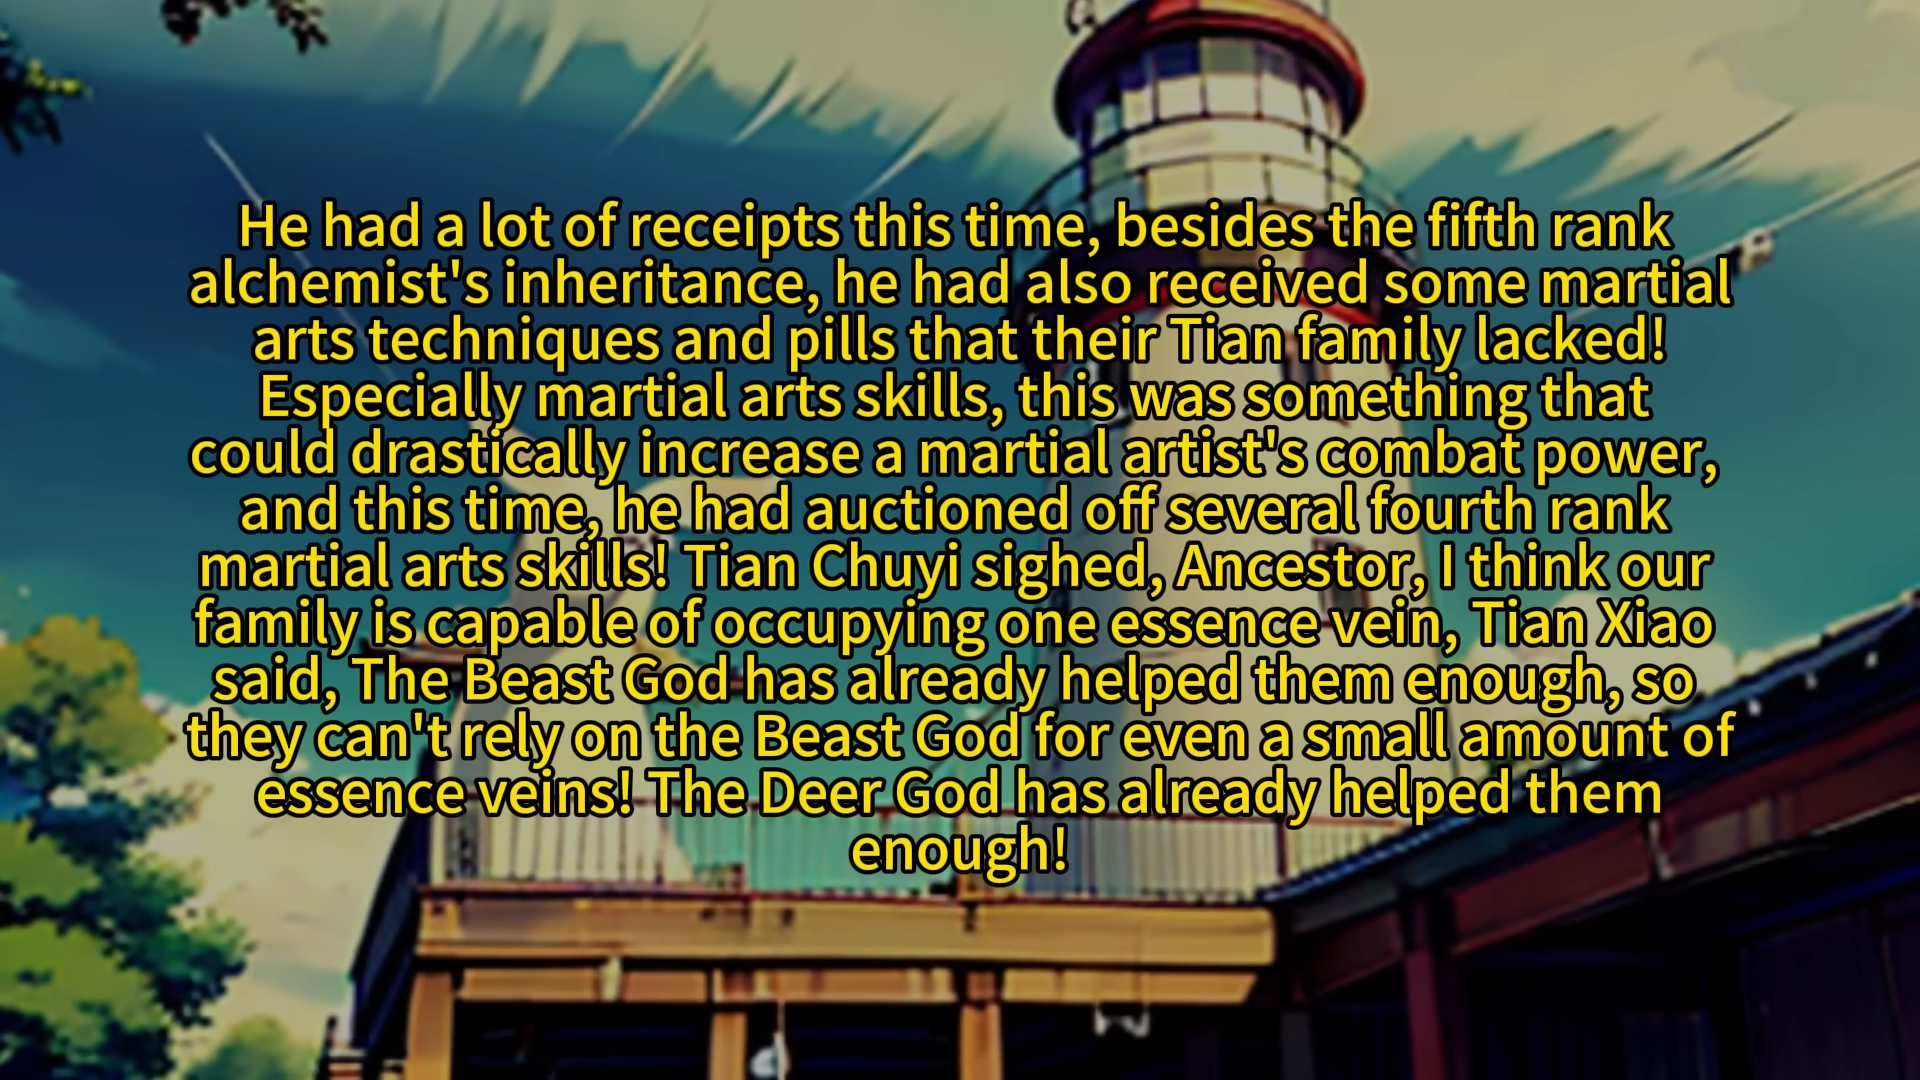 He had a lot of receipts this time, besides the fifth rank
alchemist's inheritance, he had also received some martial
arts techniques and pills that their Tian family lacked!
Especially martial arts skills, this was something that
could drastically increase a martial artist's combat power,
and this time, he had auctioned off several fourth rank
martial arts skills! Tian Chuyi sighed, Ancestor, I think our
family is capable of occupying one essence vein, Tian Xiao
said, The Beast God has already helped them enough, so
they can't rely on the Beast God for even a small amount of
essence veins! The Deer God has already helped them
enough!